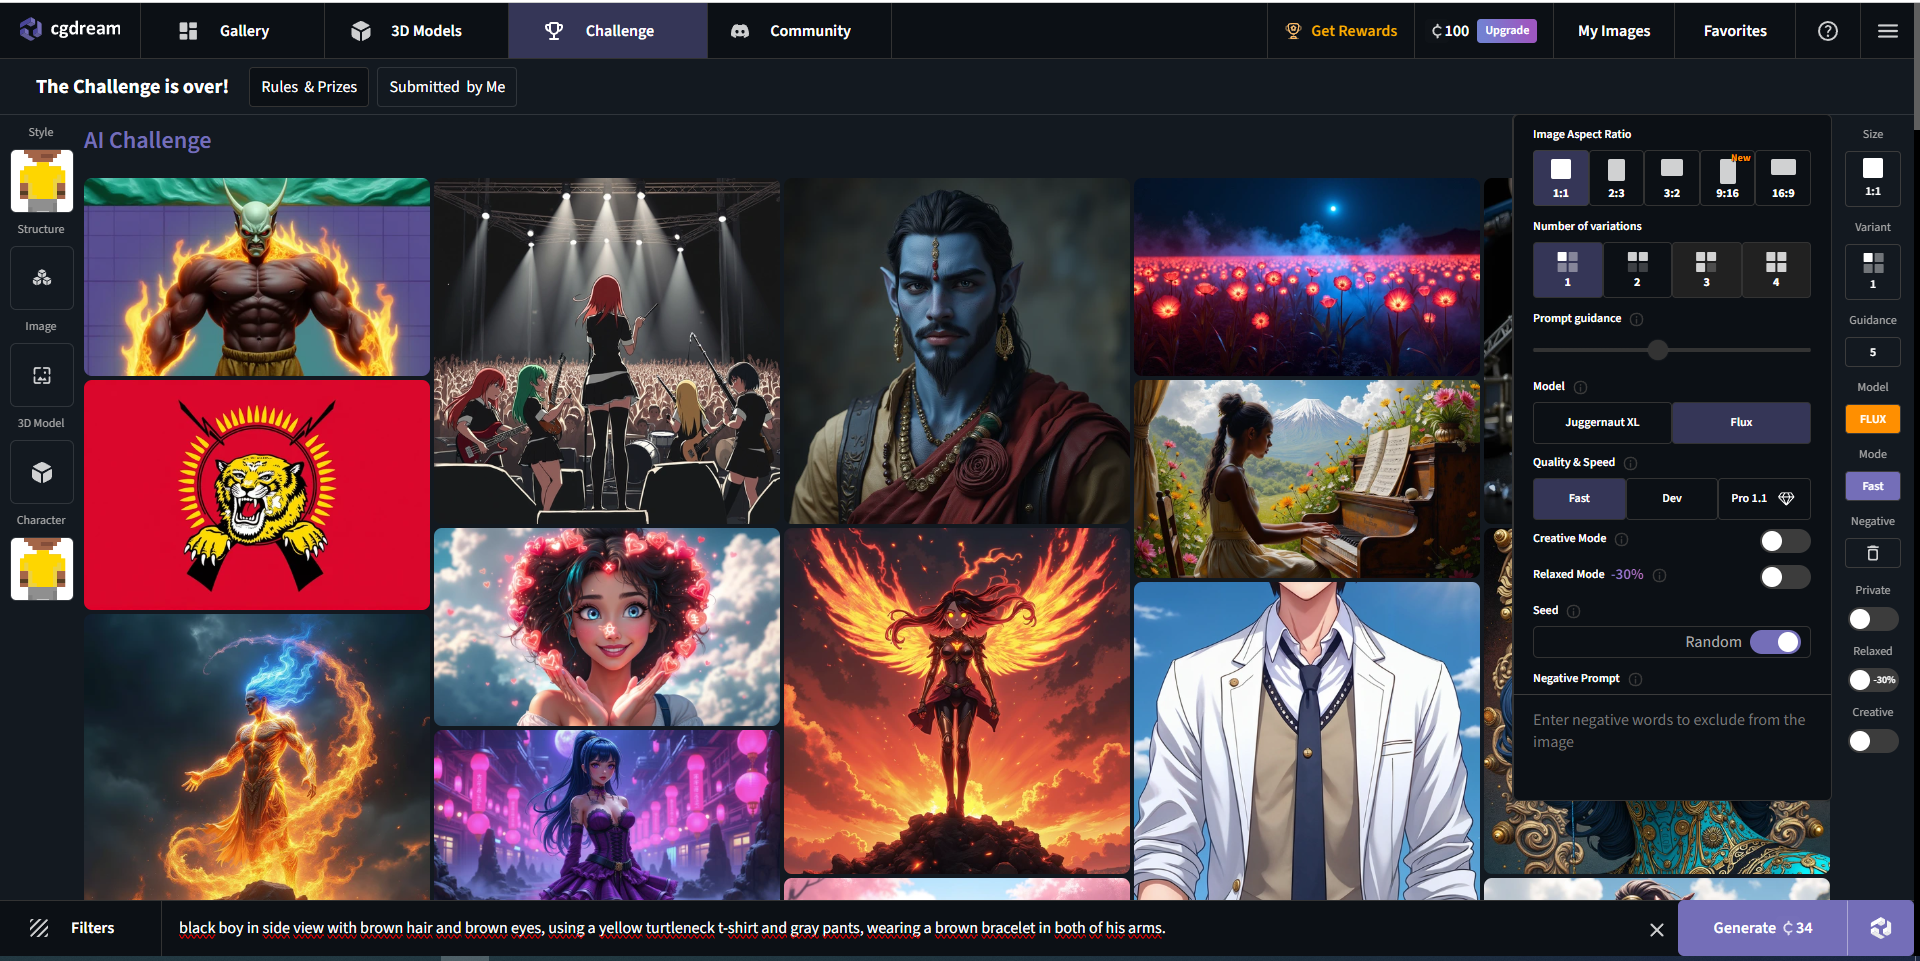 cgdream
Gallery
3D Models
Challenge
Community
Get Rewards
₵ 100
Upgrade
My Images
Favorites
The Challenge is over!
Rules & Prizes
Submitted by Me
Style
Structure
Image
3D Model
Character
AI Challenge
Image Aspect Ratio
New
1:1
2:3
3:2
9:16
16:9
Number of variations
1
2
3
4
Prompt guidance
Model
Juggernaut XL
Flux
Quality & Speed
Fast
Dev
Pro 1.1
Creative Mode
Relaxed Mode -30%
Seed
Random
Negative Prompt
Enter negative words to exclude from the
image
Size
1:1
Variant
1
Guidance
5
Model
FLUX
Mode
Fast
Negative
Private
Relaxed
-30%
Creative
Filters
black boy in side view with brown hair and brown eyes, using a yellow turtleneck t-shirt and gray pants, wearing a brown bracelet in both of his arms.
Generate ₵ 34